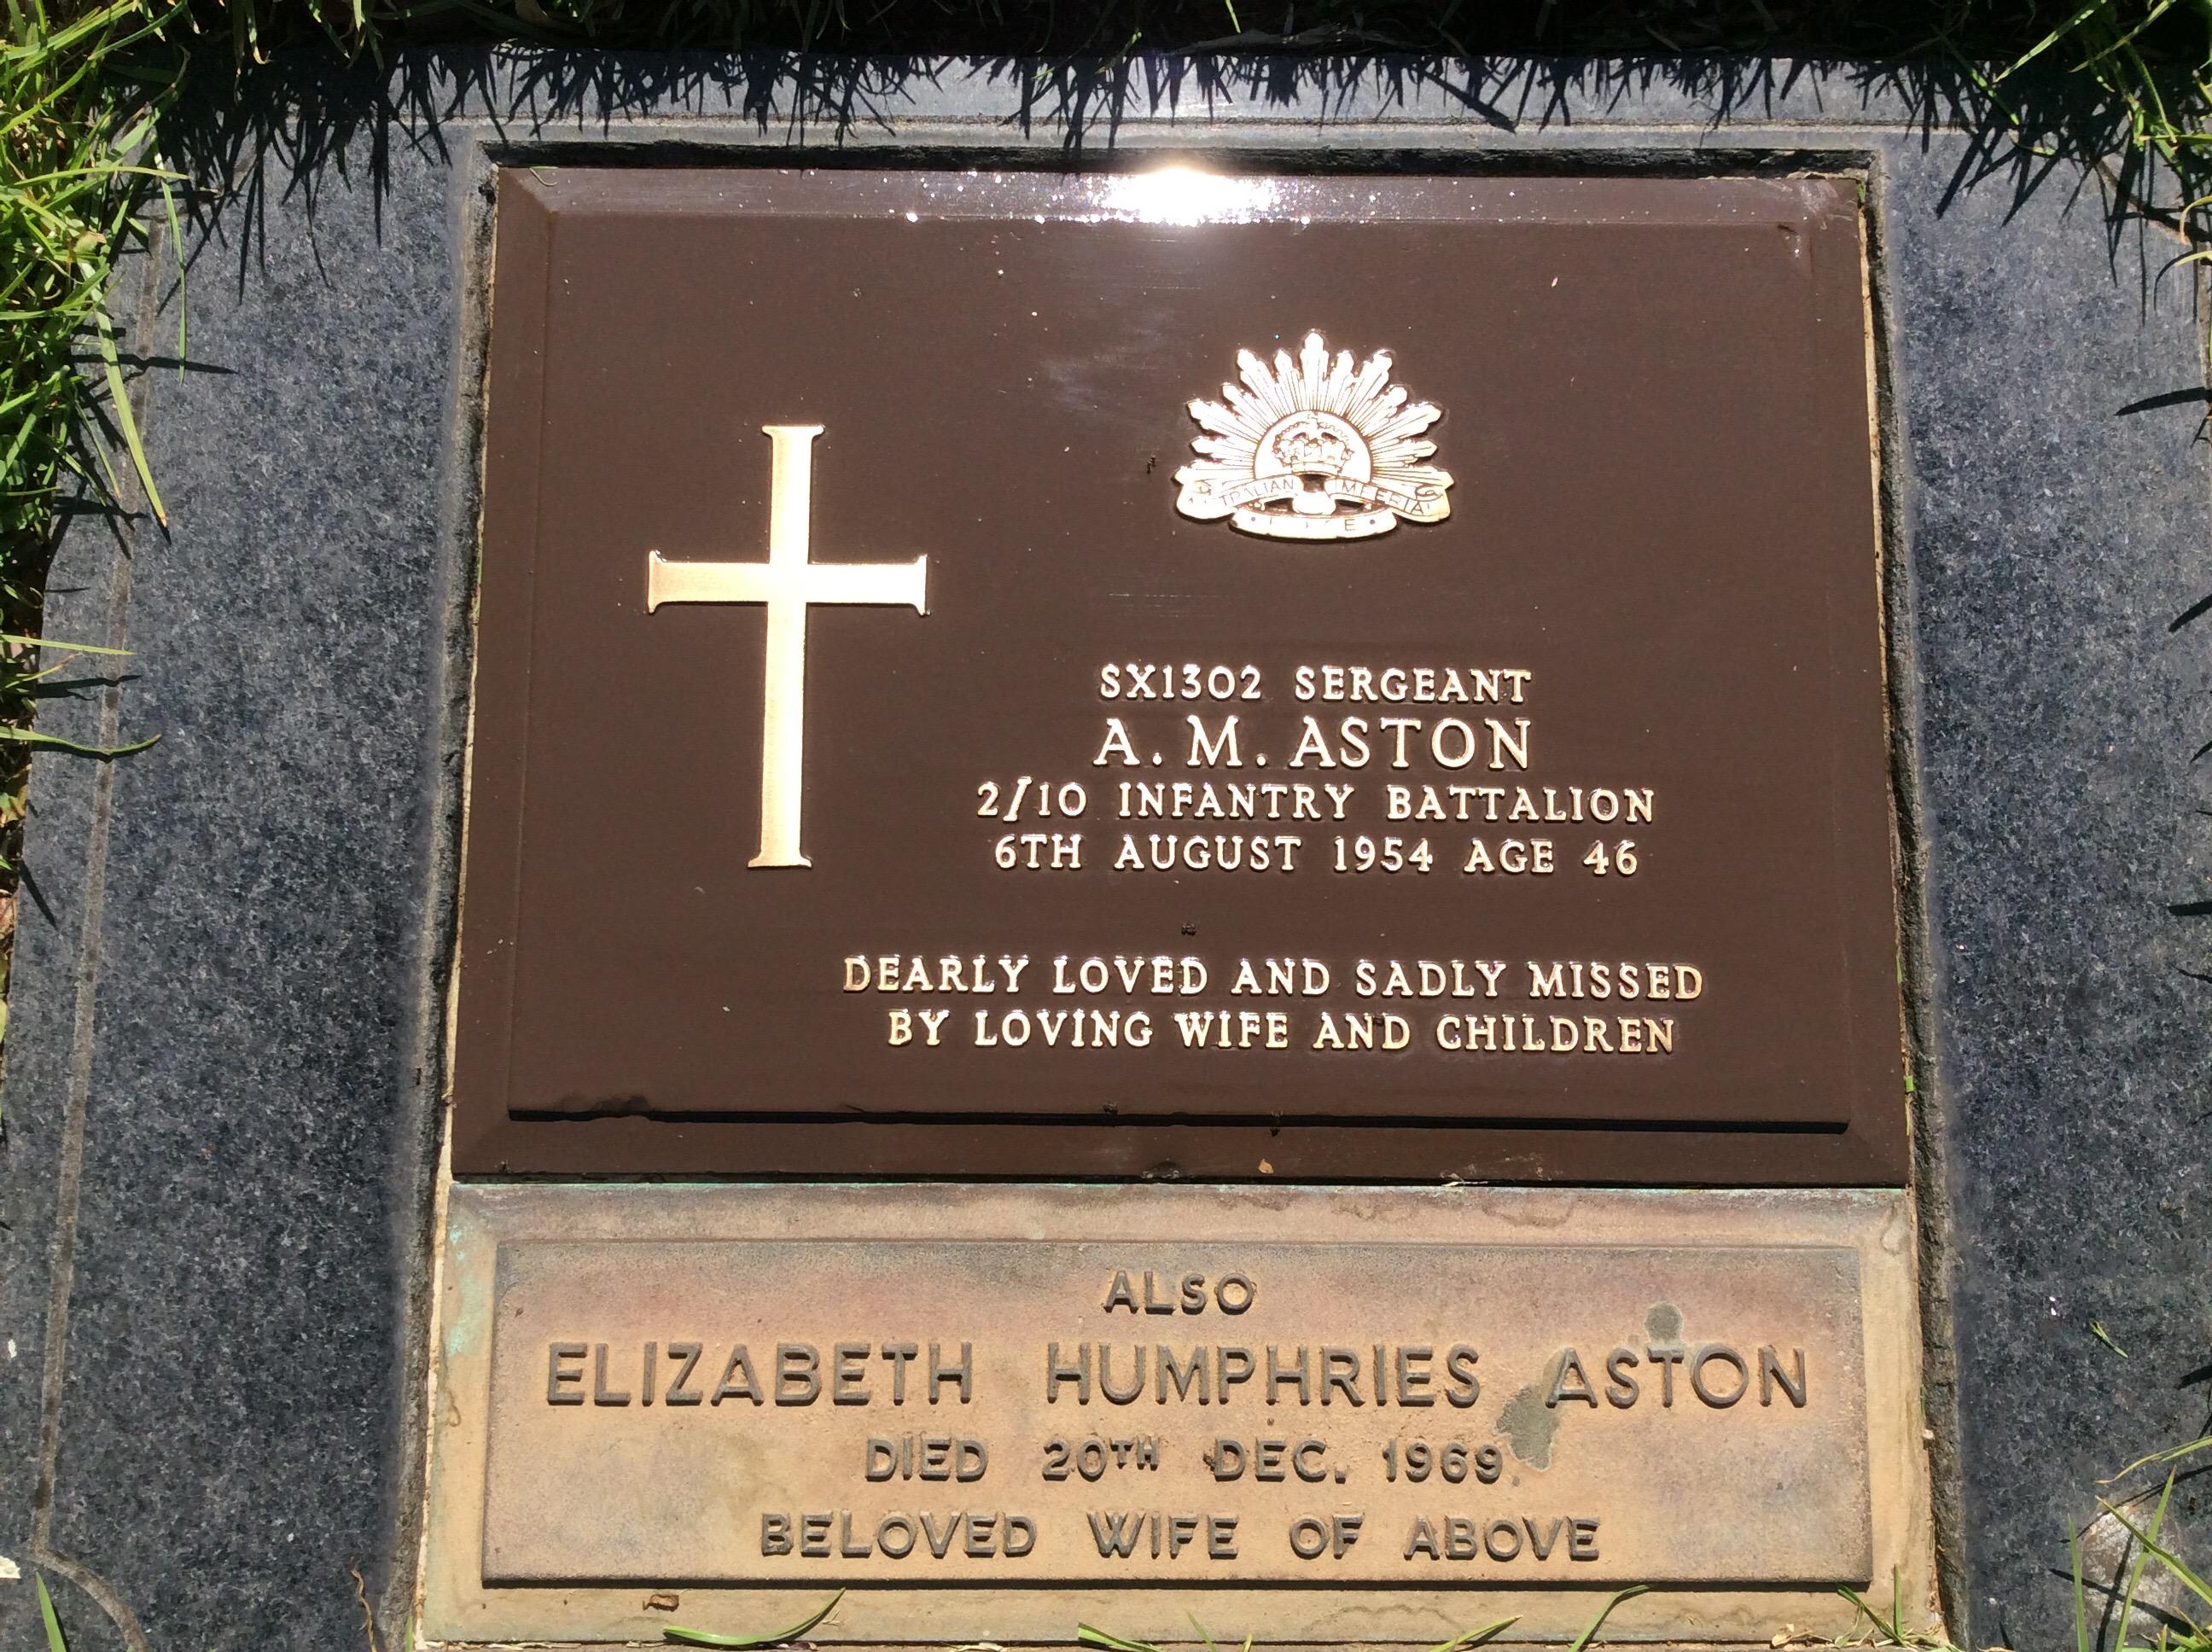 SX1302 SERGEANT
A. M. ASTON
2/10 INFANTRY BATTALION
6TH AUGUST 1954 AGE 46
DEARLY LOVED AND SADLY MISSED
BY LOVING WIFE AND CHILDREN
ALSO
ELIZABETH HUMPHRIES ASTON
DIED 20TH DEC. 1969
BELOVED WIFE OF ABOVE